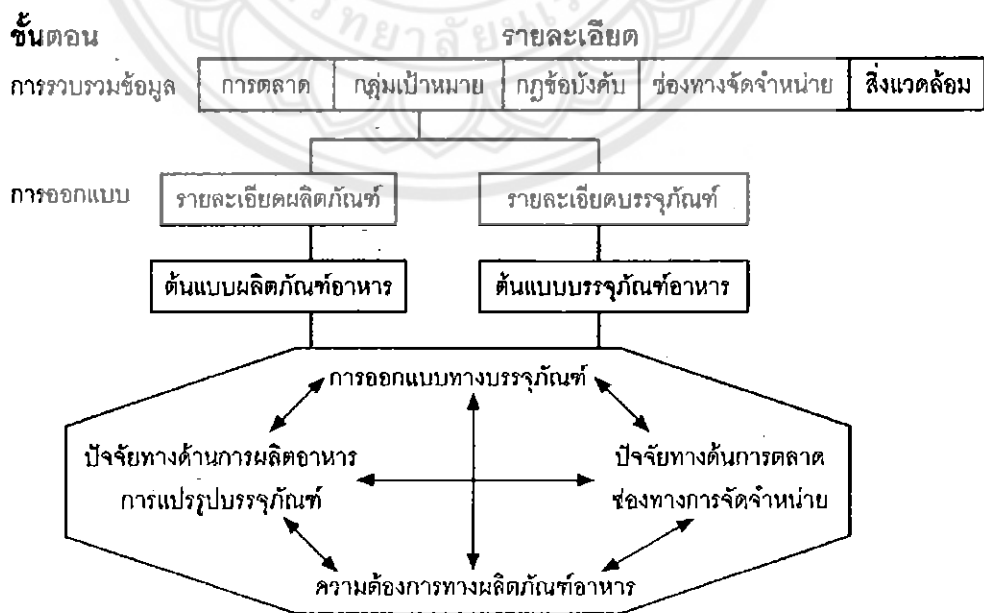 ขั้นตอน รายละเอียด
การรวบรวมข้อมูล การตลาด กลุ่มเป้าหมาย กฎข้อบังคับ ช่องทางจัดจำหน่าย สิ่งแวดล้อม
การออกแบบ รายละเอียดผลิตภัณฑ์ รายละเอียดบรรจุภัณฑ์
ต้นแบบผลิตภัณฑ์อาหาร ต้นแบบบรรจุภัณฑ์อาหาร
การออกแบบทางบรรจุภัณฑ์
ปัจจัยทางด้านการผลิตอาหาร ปัจจัยทางด้นการตลาด
การแปรรูปบรรจุภัณฑ์ ช่องทางการจัดจำหน่าย
ความต้องการทางผลิตภัณฑ์อาหาร